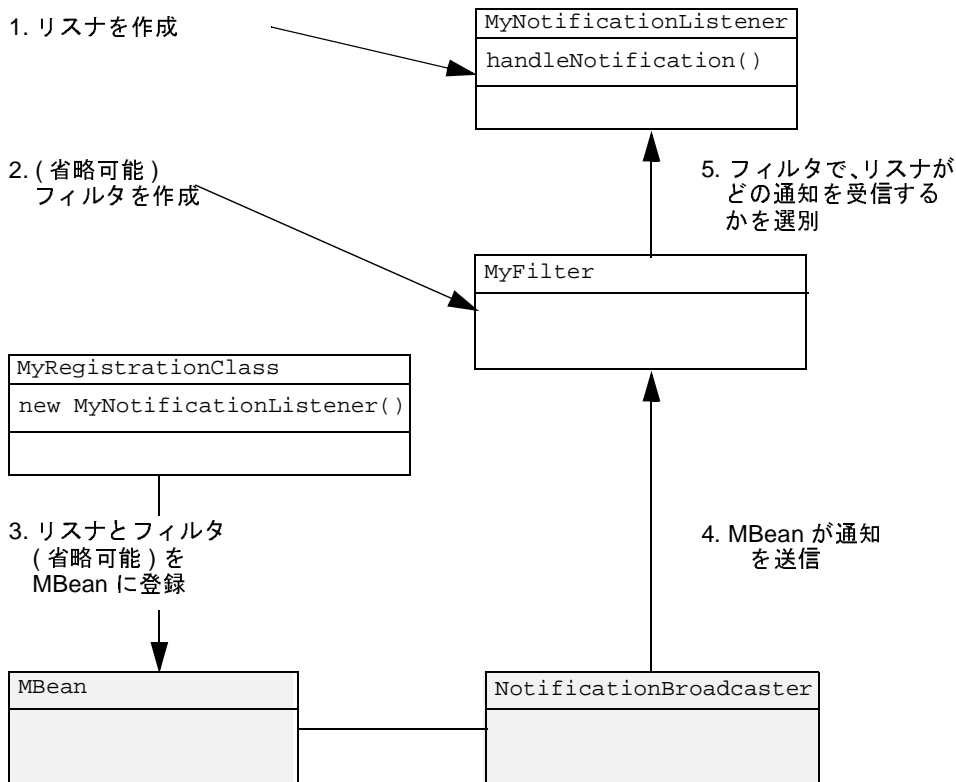 1. リスナを作成
MyNotificationListener
handleNotification()
2. ( 省略可能 )
フィルタを作成
5. フィルタで、リスナが
どの通知を受信する
かを選別
MyFilter
MyRegistrationClass
new MyNotificationListener()
3. リスナとフィルタ
( 省略可能 ) を
MBean に登録
4. MBean が通知
を送信
MBean
NotificationBroadcaster